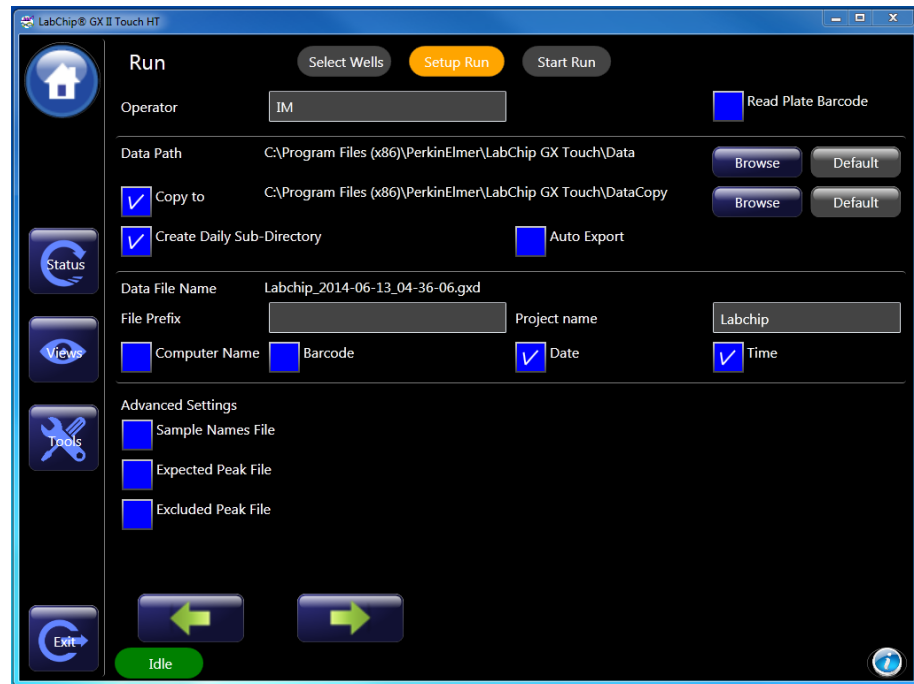 LabChip® GX II Touch HT
Run
Select Wells
Setup Run
Start Run
Operator
IM
Read Plate Barcode
Data Path
C:\Program Files (x86)\PerkinElmer\LabChip GX Touch\Data
Browse
Default
Copy to
C:\Program Files (x86)\PerkinElmer\LabChip GX Touch\DataCopy
Browse
Default
Create Daily Sub-Directory
Auto Export
Status
Data File Name
Labchip_2014-06-13_04-36-06.gxd
File Prefix
Project name
Labchip
Views
Computer Name
Barcode
Date
Time
Advanced Settings
Sample Names File
Tools
Expected Peak File
Excluded Peak File
Exit
Idle